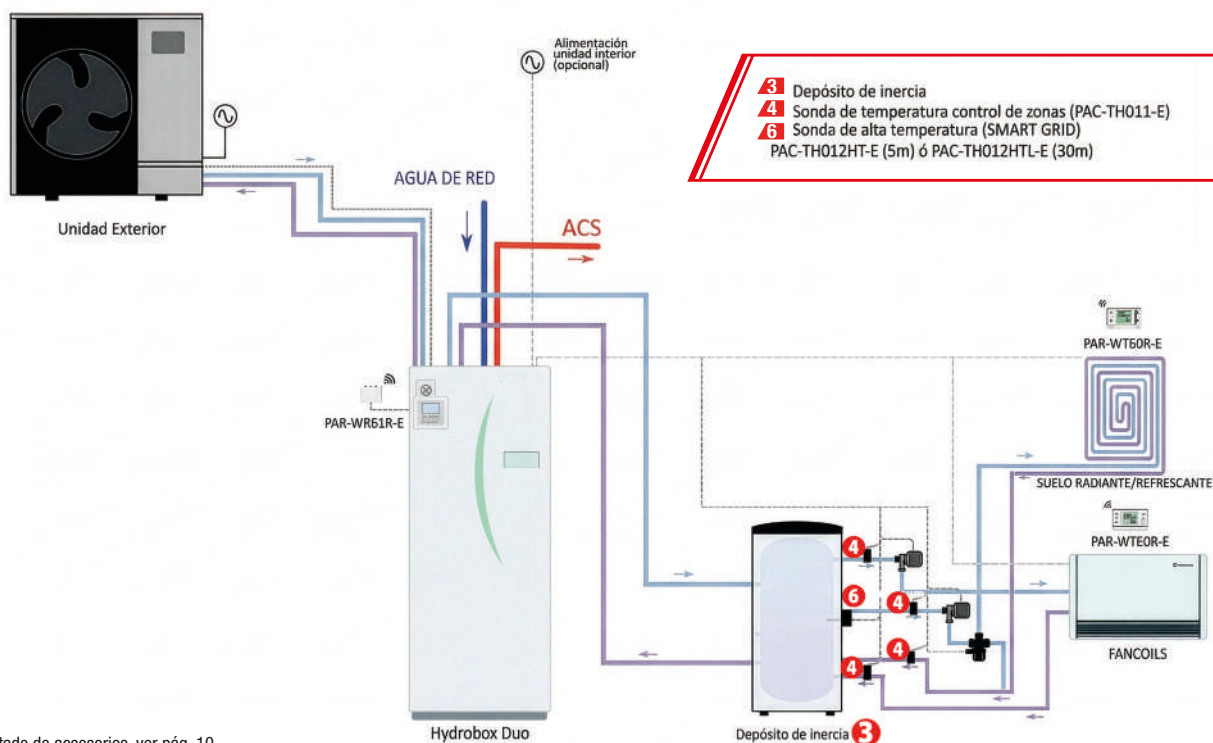 Alimentación
unidad interior
(opcional)
3 Depósito de inercia
4 Sonda de temperatura control de zonas (PAC-TH011-E)
6 Sonda de alta temperatura (SMART GRID)
PAC-TH012HT-E (5m) ó PAC-TH012HTL-E (30m)
Unidad Exterior
AGUA DE RED
ACS
PAR-WT60R-E
PAR-WR61R-E
SUELO RADIANTE/REFRESCANTE
PAR-WTE0R-E
4
6
4
4
4
FANCOILS
Hydrobox Duo
Depósito de inercia 3